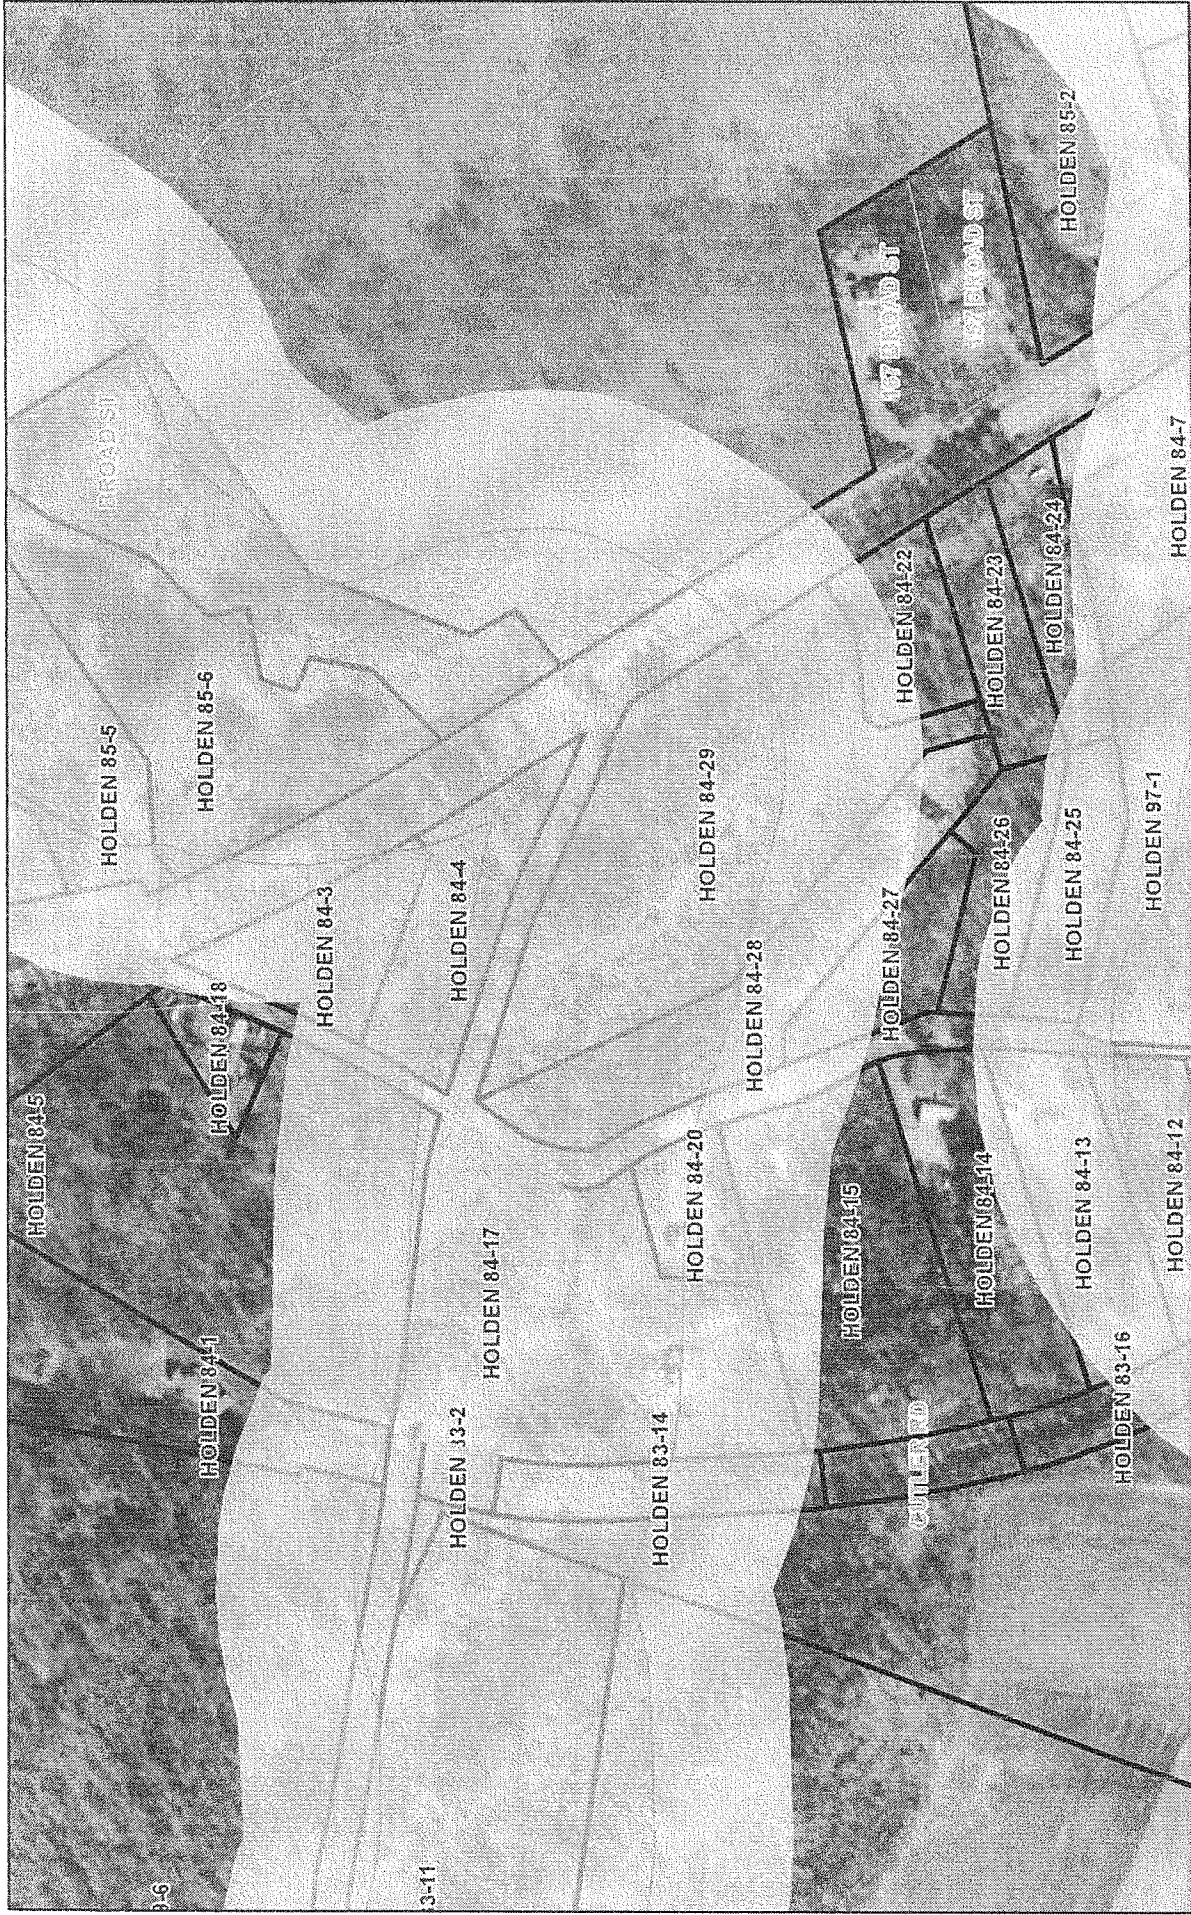 HOLDEN 84-5
HOLDEN 85-5
BROAD ST
HOLDEN 84-1
HOLDEN 84-18
HOLDEN 85-6
HOLDEN 84-3
3-6
3-11
HOLDEN 84-17
HOLDEN 84-4
HOLDEN 83-14
HOLDEN 84-20
HOLDEN 84-28
HOLDEN 84-29
HOLDEN 84-15
HOLDEN 84-27
HOLDEN 84-22
BROAD ST
CUTLER RD
HOLDEN 84-14
HOLDEN 84-26
HOLDEN 84-23
BROAD ST
HOLDEN 84-13
HOLDEN 84-25
HOLDEN 84-24
HOLDEN 85-2
HOLDEN 83-16
HOLDEN 84-12
HOLDEN 97-1
HOLDEN 84-7